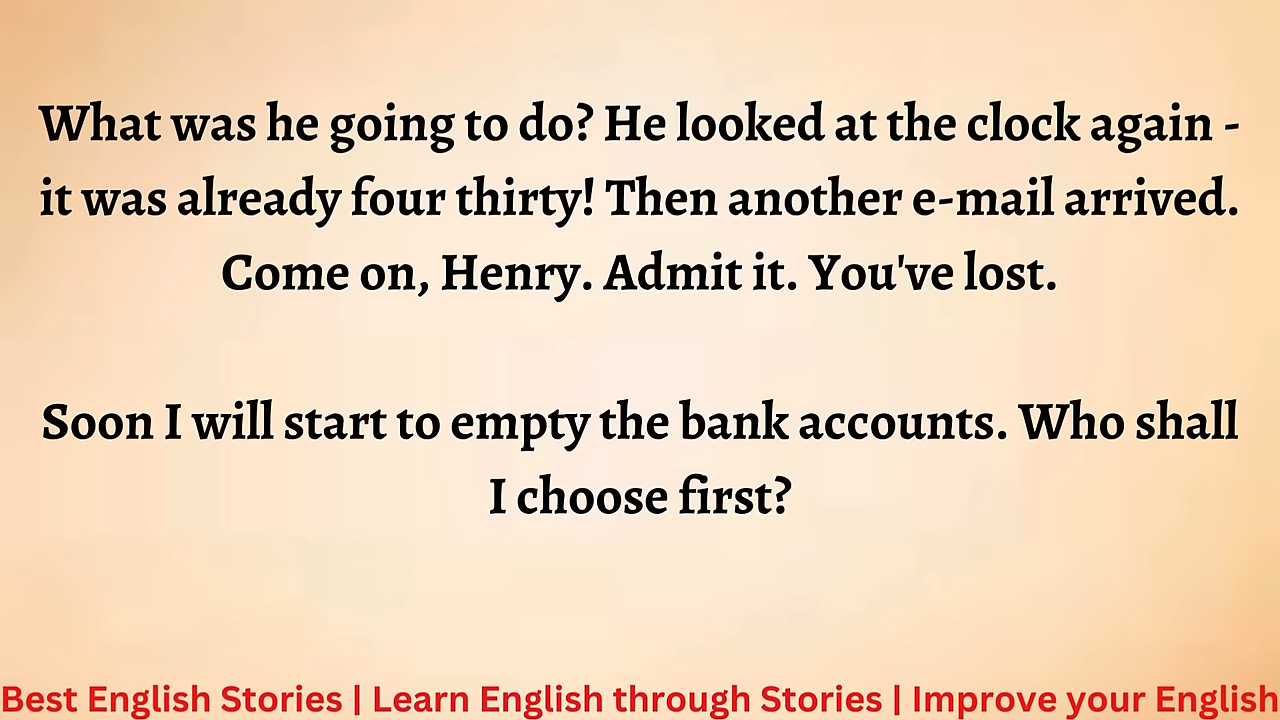 What was he going to do? He looked at the clock again -
it was already four thirty! Then another e-mail arrived.
Come on, Henry. Admit it. You've lost.
Soon I will start to empty the bank accounts. Who shall
I choose first?
Best English Stories | Learn English through Stories | Improve your English